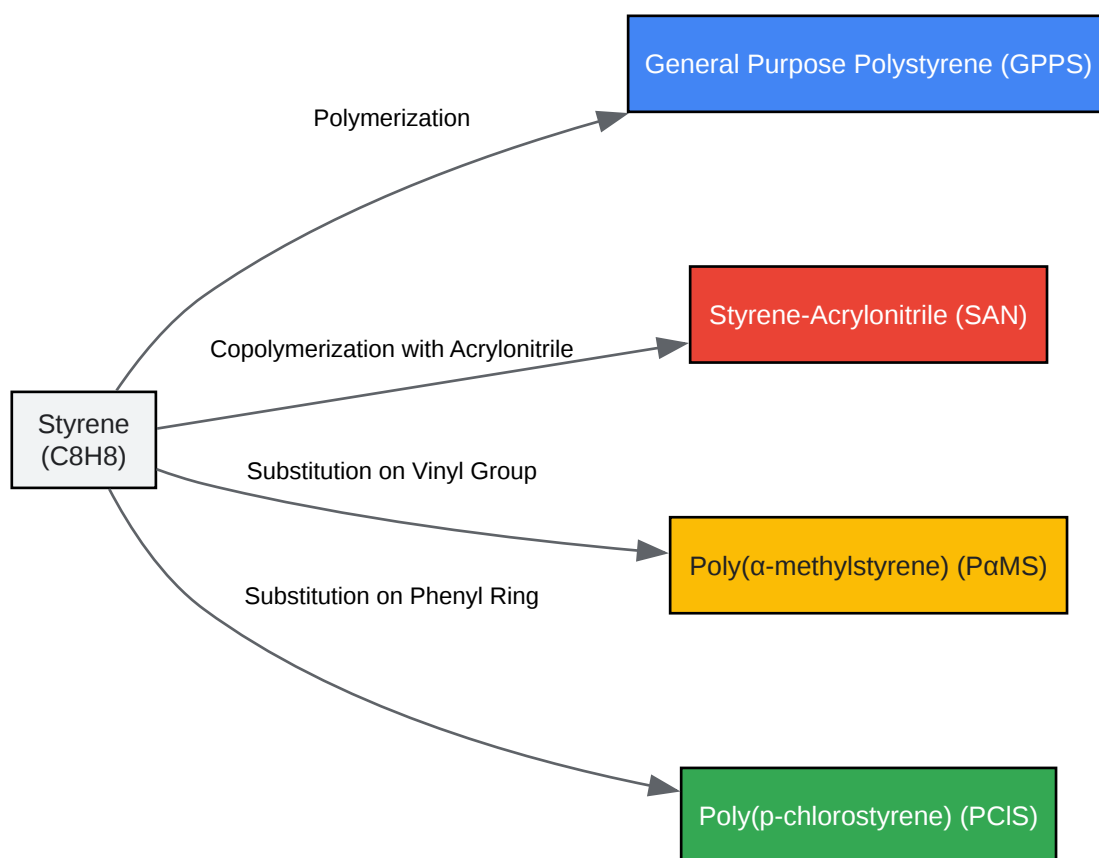 General Purpose Polystyrene (GPPS)
Polymerization
Styrene-Acrylonitrile (SAN)
Copolymerization with Acrylonitrile
Styrene
(C8H8)
Substitution on Vinyl Group
Poly(α-methylstyrene) (PαMS)
Substitution on Phenyl Ring
Poly(p-chlorostyrene) (PClS)